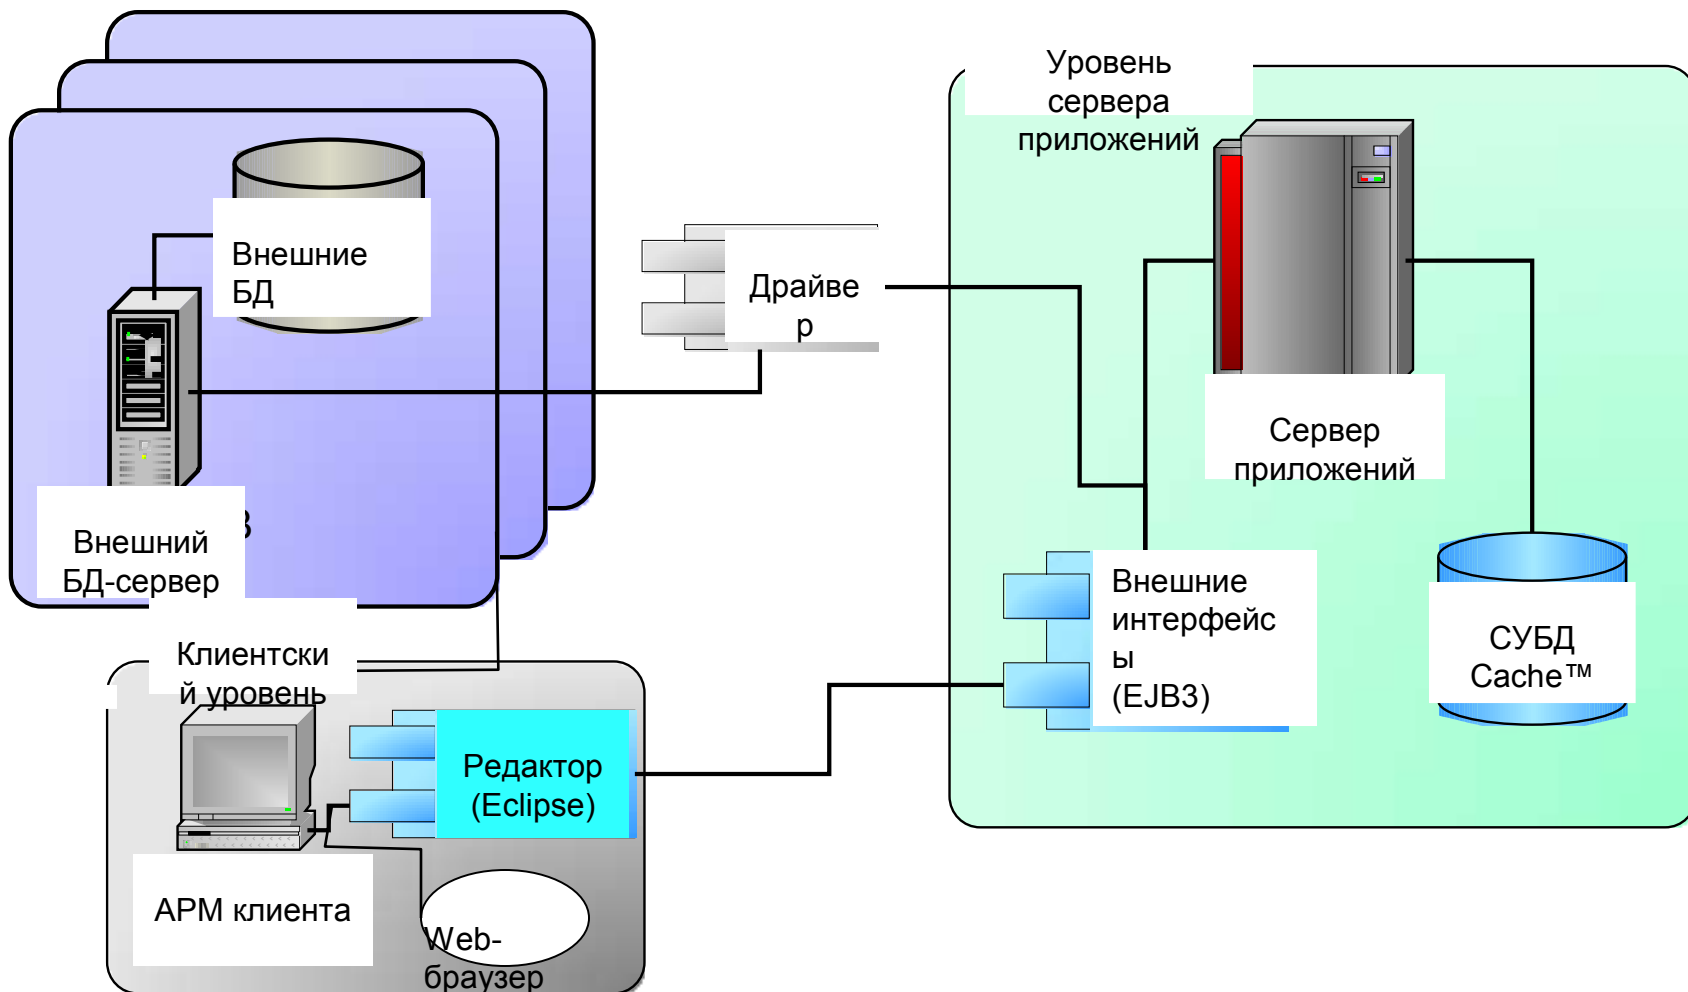 Уровень
сервера
приложений
Внешние
БД
Драйве
р
Сервер
приложений
Внешний
БД-сервер
Внешние
интерфейс
ы
(EJB3)
СУБД
Cache™
Клиентски
й уровень
Редактор
(Eclipse)
АРМ клиента
Web-
браузер